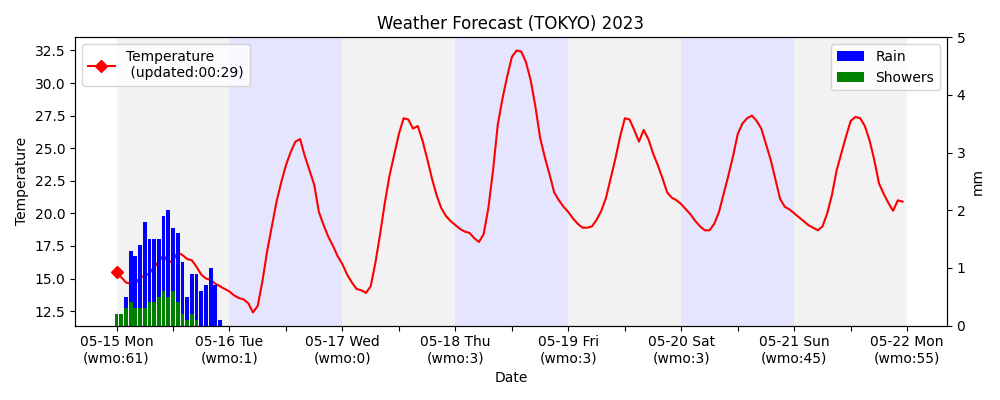 Weather Forecast (TOKYO) 2023
Temperature
(updated:00:29)
Rain
Showers
Temperature
32.5
30.0
27.5
25.0
22.5
20.0
17.5
15.0
12.5
5
4
3
2
1
0
mm
05-15 Mon
(wmo:61)
05-16 Tue
(wmo:1)
05-17 Wed
(wmo:0)
05-18 Thu
(wmo:3)
05-19 Fri
(wmo:3)
05-20 Sat
(wmo:3)
05-21 Sun
(wmo:45)
05-22 Mon
(wmo:55)
Date